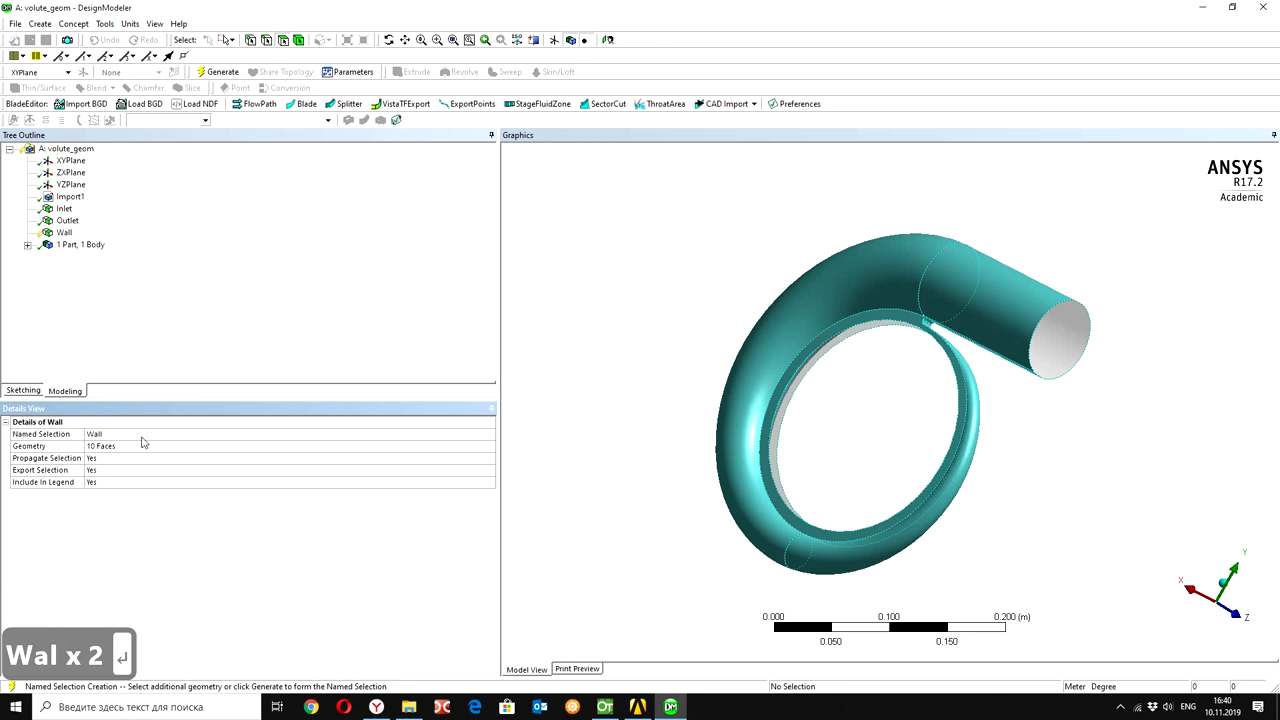 A: volute_geom - DesignModeler
File Create Concept Tools Units View Help
Undo Redo Select:
XYPlane None Generate Share Topology Parameters Extrude Revolve Sweep Skin/Loft
Thin/Surface Blend Chamfer Slice Point Conversion
BladeEditor: Import BGD Load BGD Load NDF FlowPath Blade Splitter VistaTFExport ExportPoints StageFluidZone SectorCut ThroatArea CAD Import Preferences
Tree Outline
A: volute_geom
XYPlane
ZXPlane
YZPlane
Import1
Inlet
Outlet
Wall
1 Part, 1 Body
Sketching Modeling
Details View
Details of Wall
Named Selection Wall
Geometry 10 Faces
Propagate Selection Yes
Export Selection Yes
Include In Legend Yes
Graphics
ANSYS
R17.2
Academic
0.000 0.100 0.200 (m)
0.050 0.150
Y
X
Z
Model View Print Preview
Wal x 2
Named Selection Creation -- Select additional geometry or click Generate to form the Named Selection No Selection Meter Degree 0 0
Введите здесь текст для поиска
16:40
10.11.2019